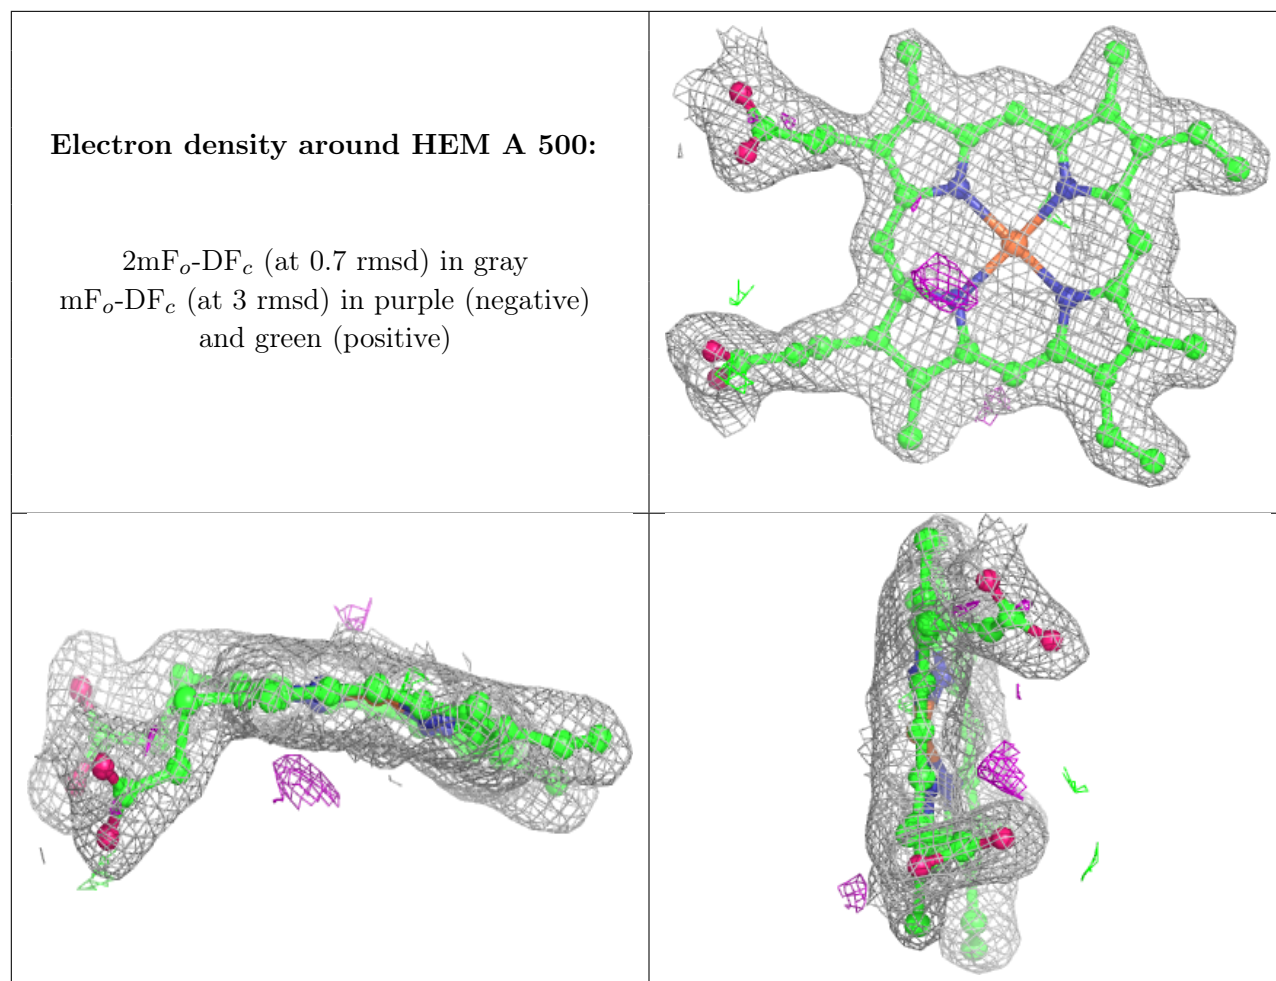 Electron density around HEM A 500:
2mFo-DFc (at 0.7 rmsd) in gray
mFo-DFc (at 3 rmsd) in purple (negative)
and green (positive)